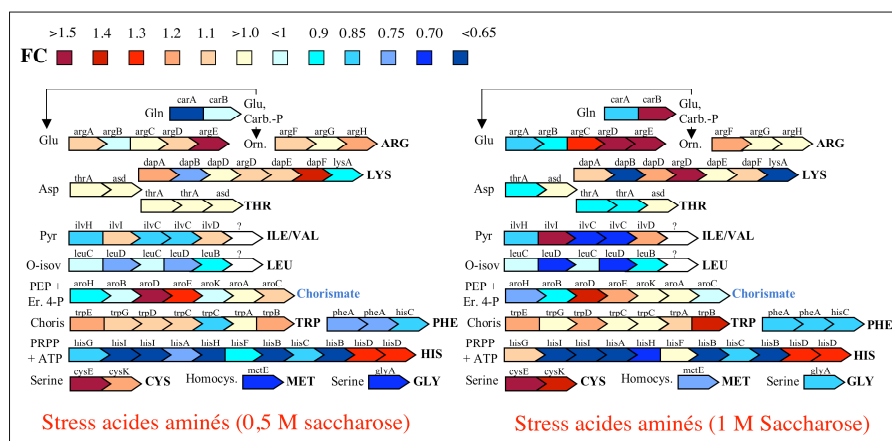 >1.5 1.4 1.3 1.2 1.1 >1.0 <1 0.9 0.85 0.75 0.70 <0.65
FC
carA carB
Gln
Glu,
Carb.-P
Glu
argA argB argC argD argE
Orn.
argF argG argH
ARG
dapA dapB dapD argD dapE dapF lysA
LYS
Asp
thrA asd
thrA thrA asd
THR
Pyr
ilvH ilvI ilvC ilvC ilvD ?
ILE/VAL
O-isov
leuC leuD leuC leuD leuB ?
LEU
PEP +
Er. 4-P
aroH aroB aroD aroE aroK aroA aroC
Chorismate
Choris
trpE trpG trpD trpC trpC trpA trpB
TRP
pheA pheA hisC
PHE
PRPP
+ ATP
hisG hisI hisI hisA hisH hisF hisB hisC hisB hisD hisD
HIS
Serine
cysE cysK
CYS
Homocys.
metE
MET
Serine
glyA
GLY
Stress acides aminés (0,5 M saccharose)
carA carB
Gln
Glu,
Carb.-P
Glu
argA argB argC argD argE
Orn.
argF argG argH
ARG
dapA dapB dapD argD dapE dapF lysA
LYS
Asp
thrA asd
thrA thrA asd
THR
Pyr
ilvH ilvI ilvC ilvC ilvD ?
ILE/VAL
O-isov
leuC leuD leuC leuD leuB ?
LEU
PEP +
Er. 4-P
aroH aroB aroD aroE aroK aroA aroC
Chorismate
Choris
trpE trpG trpD trpC trpC trpA trpB
TRP
pheA pheA hisC
PHE
PRPP
+ ATP
hisG hisI hisI hisA hisH hisF hisB hisC hisB hisD hisD
HIS
Serine
cysE cysK
CYS
Homocys.
metE
MET
Serine
glyA
GLY
Stress acides aminés (1 M Saccharose)